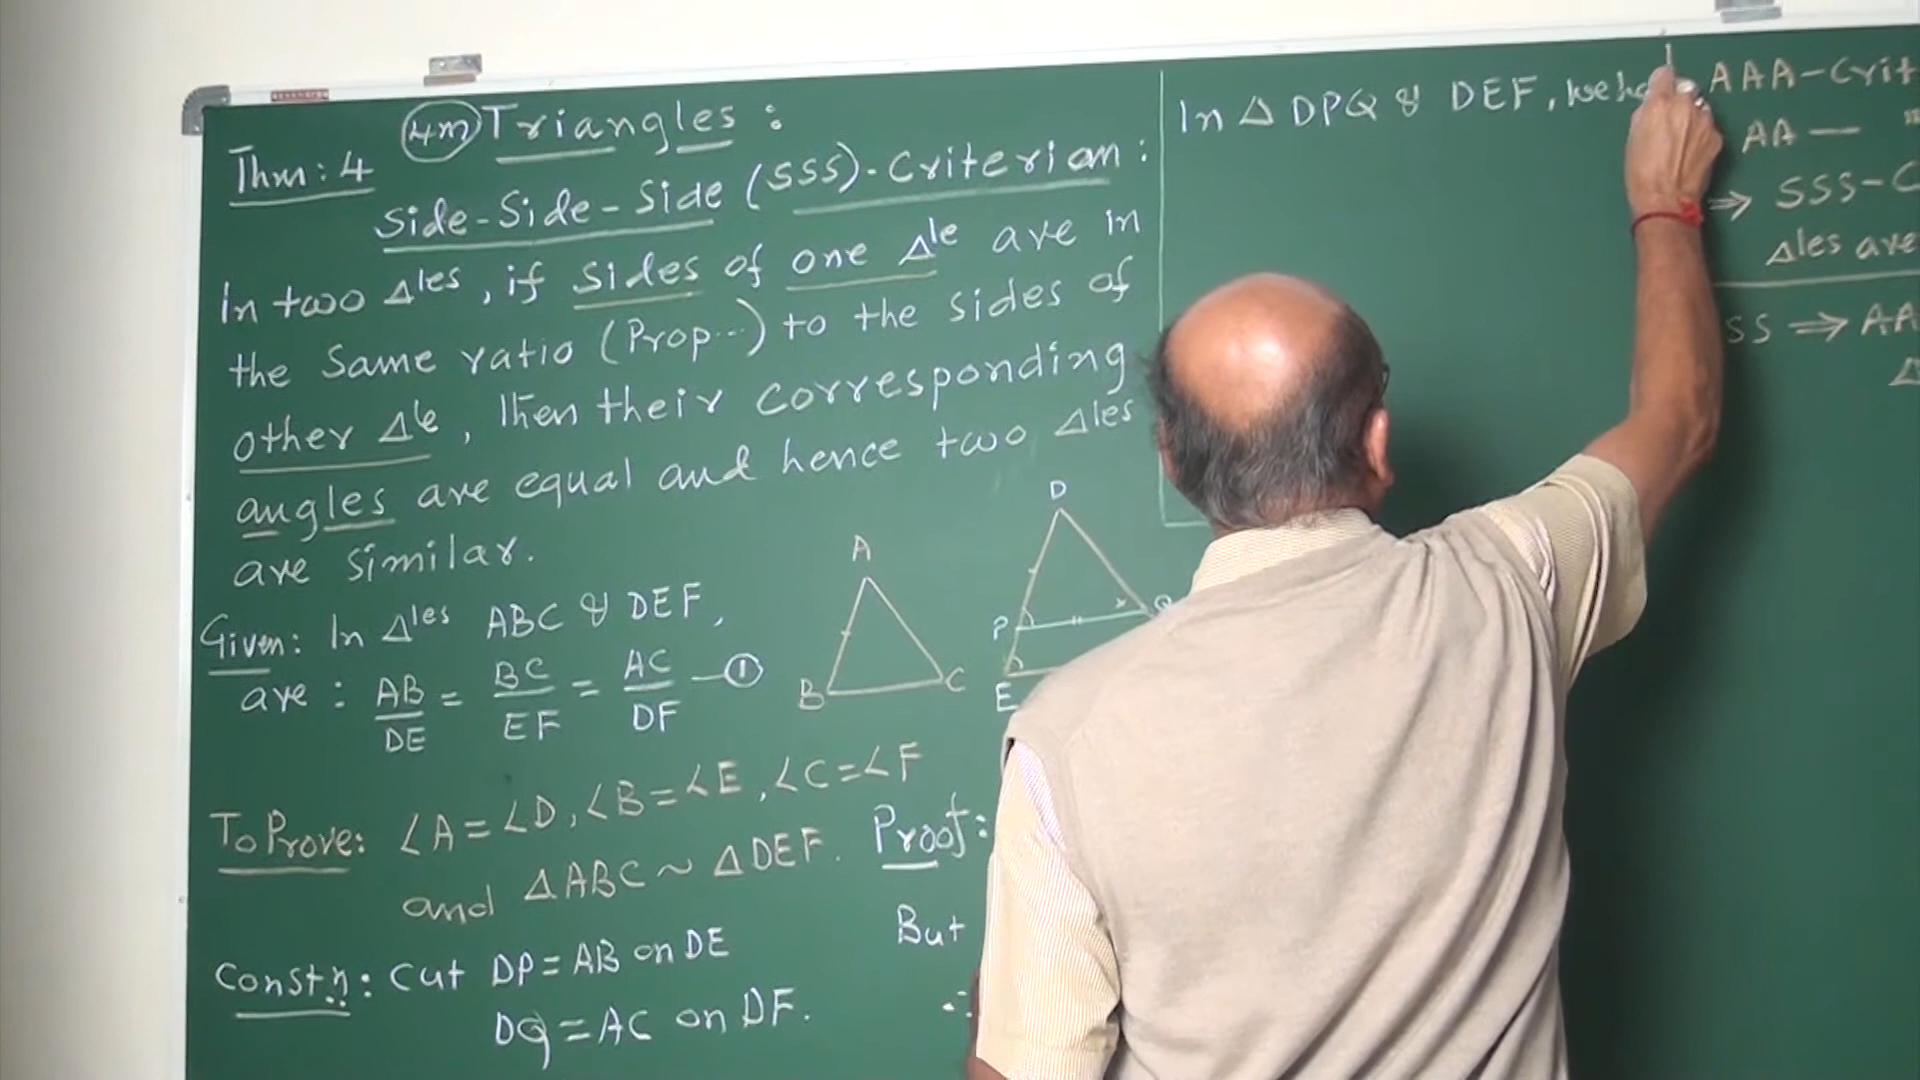 4m Triangles :
Thm : 4
Side-Side-Side (SSS)-Criterian :
In two Δles, if sides of one Δle are in
the same ratio (Prop...) to the sides of
other Δle, then their corresponding
angles are equal and hence two Δles
are similar.
Given: In Δles ABC & DEF,
are : AB/DE = BC/EF = AC/DF — ①
To Prove: ∠A=∠D, ∠B=∠E, ∠C=∠F
and ΔABC ~ ΔDEF.
Constn: Cut DP=AB on DE
DQ=AC on DF.
A
B
C
D
P
Q
E
Proof:
But
∴
In Δ DPQ & DEF, we
AAA-Crit
AA — "
⇒ SSS-C
Δles are
SS ⇒ AA
Δ